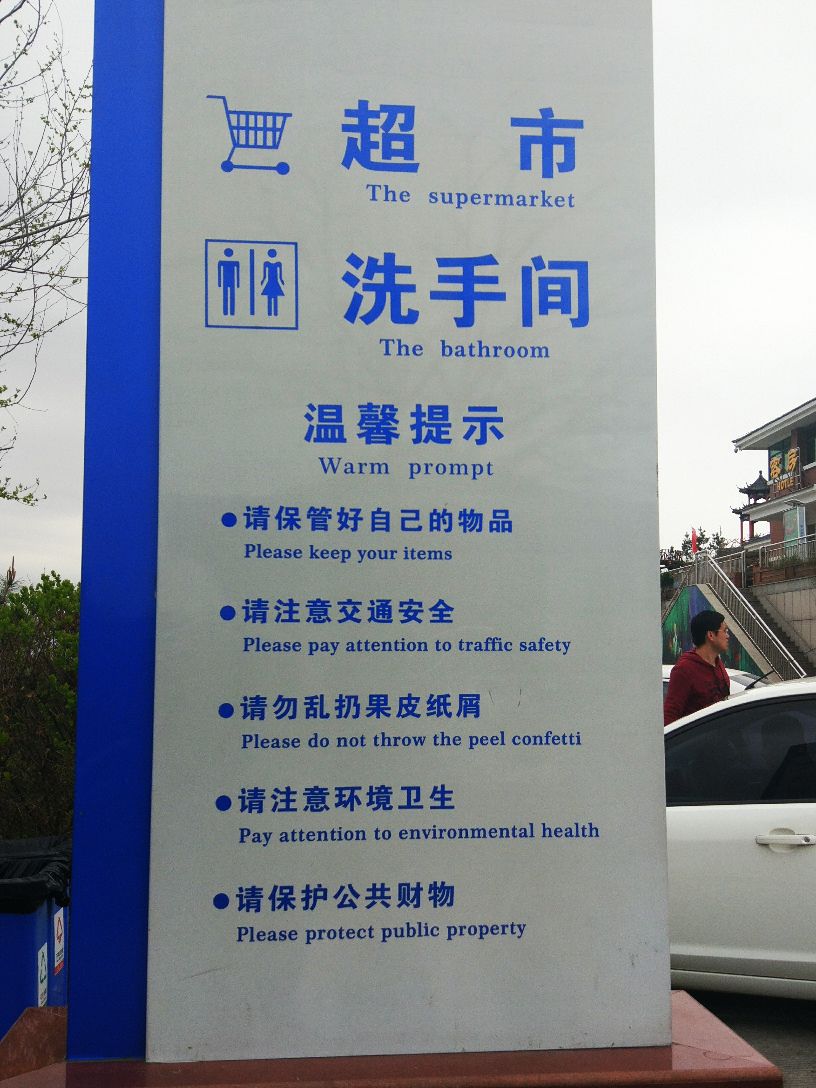 超 市
The supermarket
洗手间
The bathroom
温馨提示
Warm prompt
●请保管好自己的物品
Please keep your items
●请注意交通安全
Please pay attention to traffic safety
●请勿乱扔果皮纸屑
Please do not throw the peel confetti
●请注意环境卫生
Pay attention to environmental health
●请保护公共财物
Please protect public property
客房
HOTLE